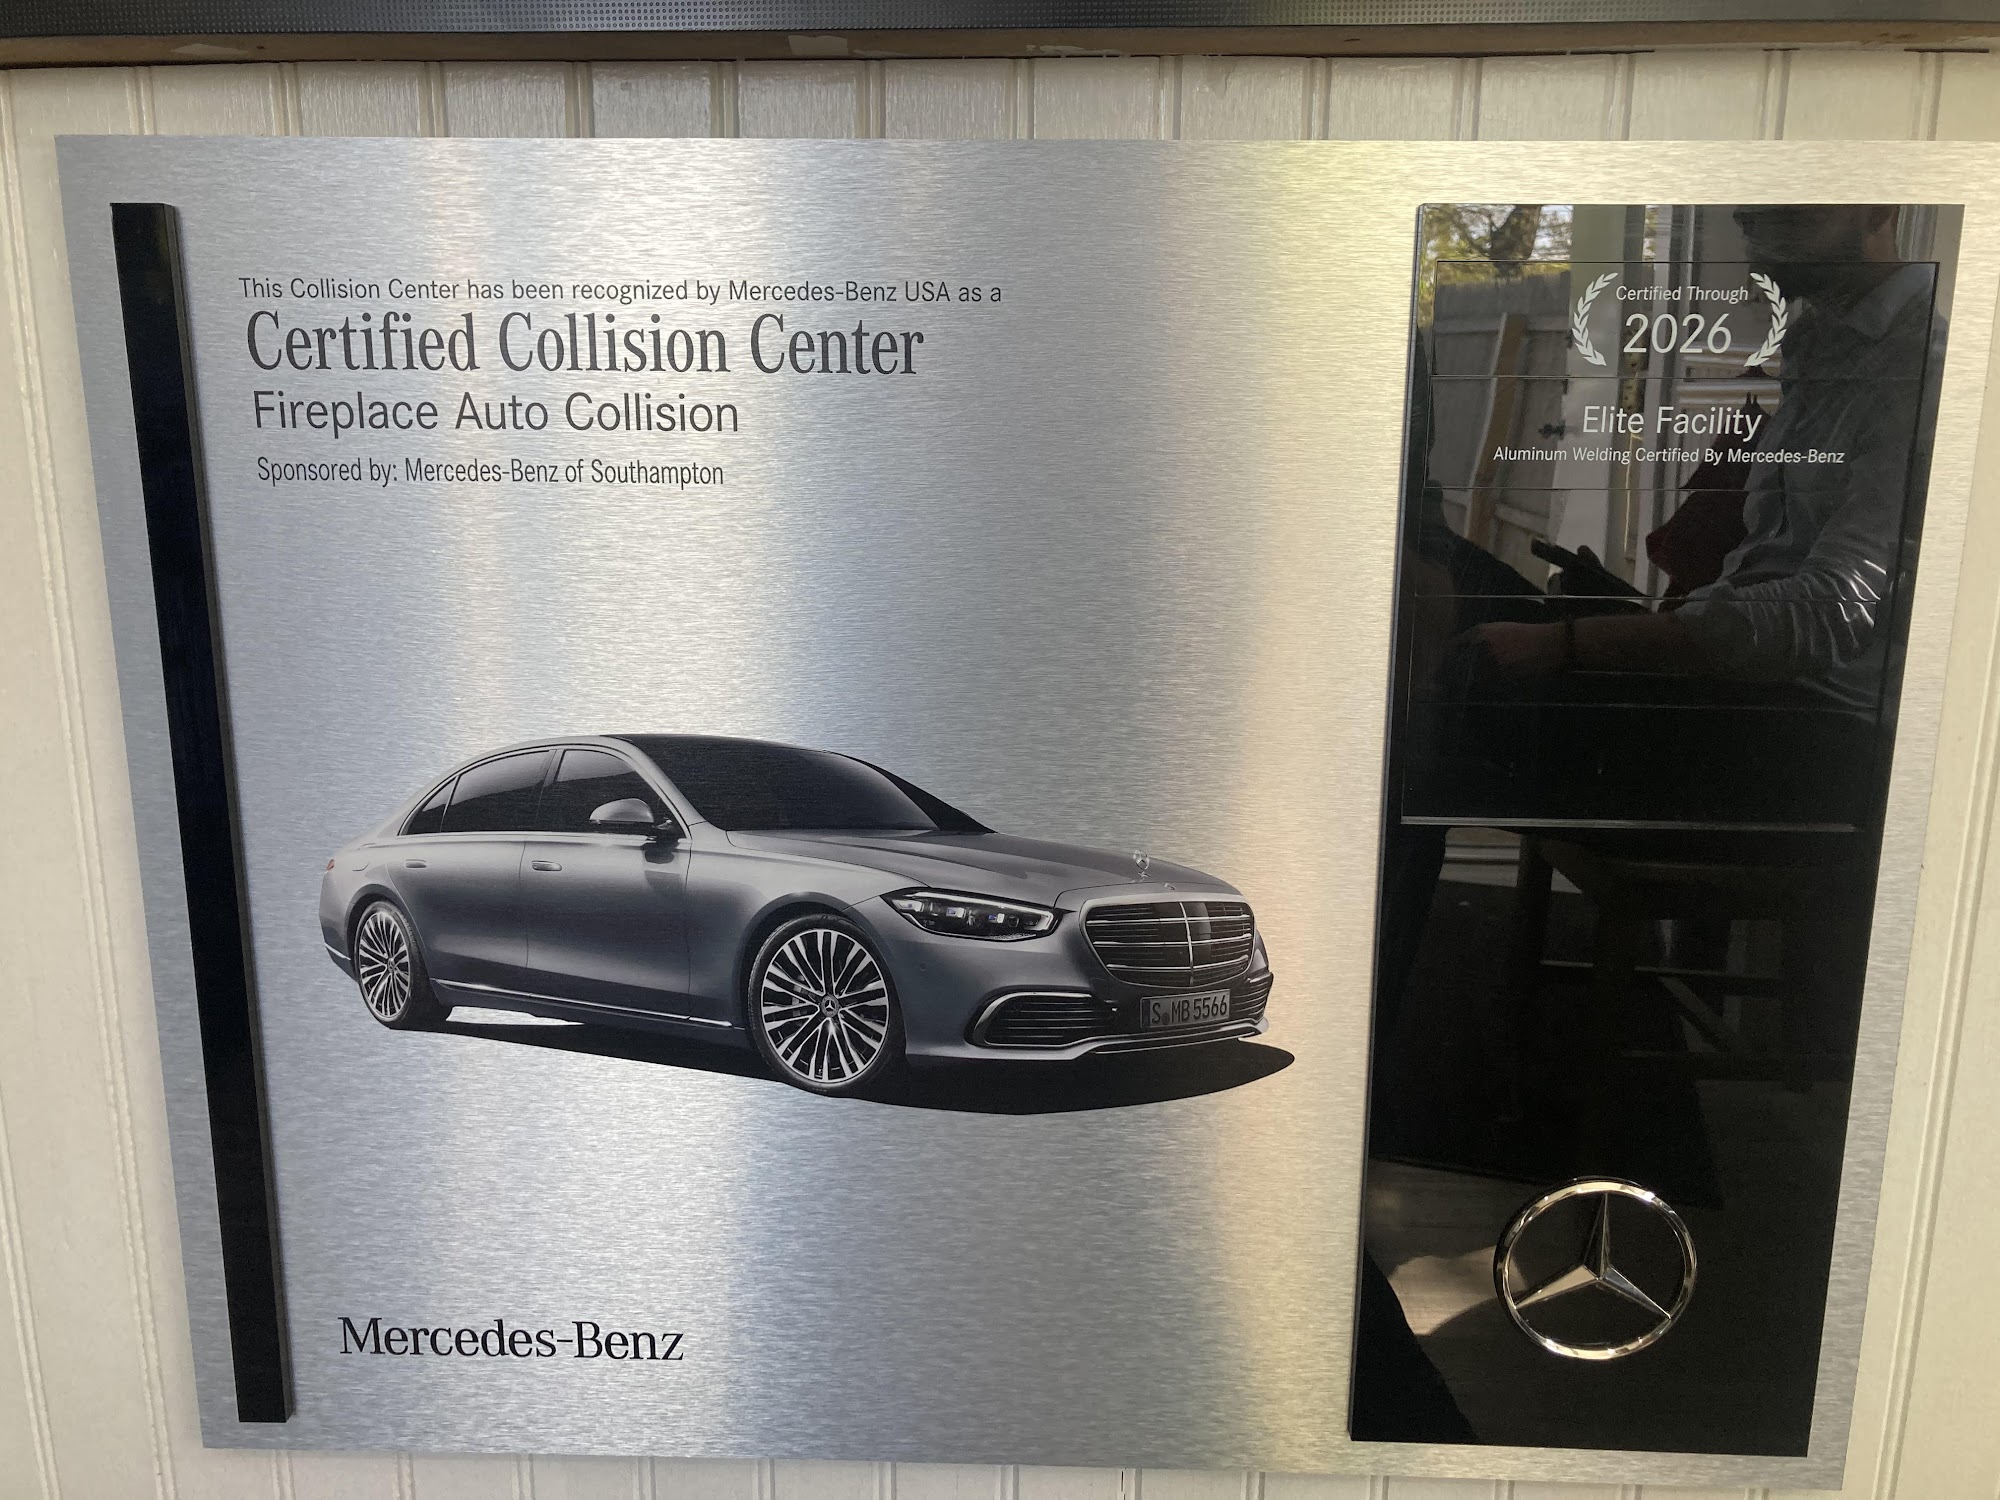 This Collision Center has been recognized by Mercedes-Benz USA as a
Certified Collision Center
Fireplace Auto Collision
Sponsored by: Mercedes-Benz of Southampton
S MB 5566
Mercedes-Benz
Certified Through
2026
Elite Facility
Aluminum Welding Certified By Mercedes-Benz